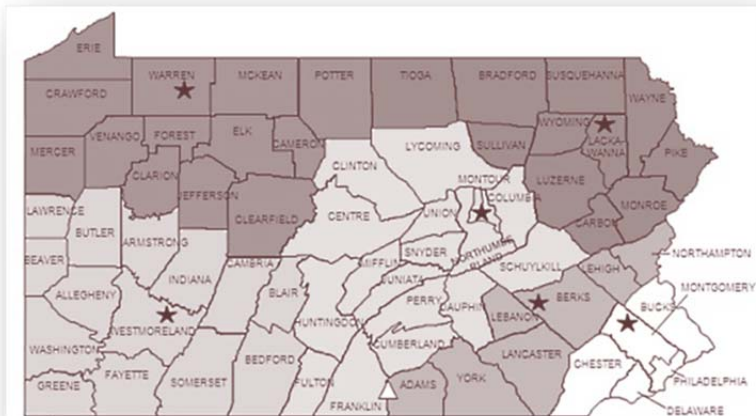 ERIE
WARREN
MCKEAN
POTTER
TIOGA
BRADFORD
SUSQUEHANNA
CRAWFORD
WAYNE
WYOMING
LACKA-
WANNA
VENANGO
FOREST
ELK
CAMERON
SULLIVAN
LYCOMING
MERCER
CLINTON
PIKE
CLARION
JEFFERSON
MONTOUR
COLUMBIA
LUZERNE
MONROE
LAWRENCE
CLEARFIELD
CENTRE
UNION
CARBON
BUTLER
ARMSTRONG
SNYDER
NORTHUMBE
RLAND
BEAVER
INDIANA
CAMBRIA
MIFFLIN
SCHUYLKILL
LEHIGH
NORTHAMPTON
JUNIATA
MONTGOMERY
ALLEGHENY
BLAIR
PERRY
DAUPHIN
BERKS
BUCKS
WESTMORELAND
HUNTINGDON
LEBANON
CUMBERLAND
WASHINGTON
BEDFORD
LANCASTER
CHESTER
FAYETTE
SOMERSET
FULTON
ADAMS
YORK
PHILADELPHIA
GREENE
FRANKLIN
DELAWARE